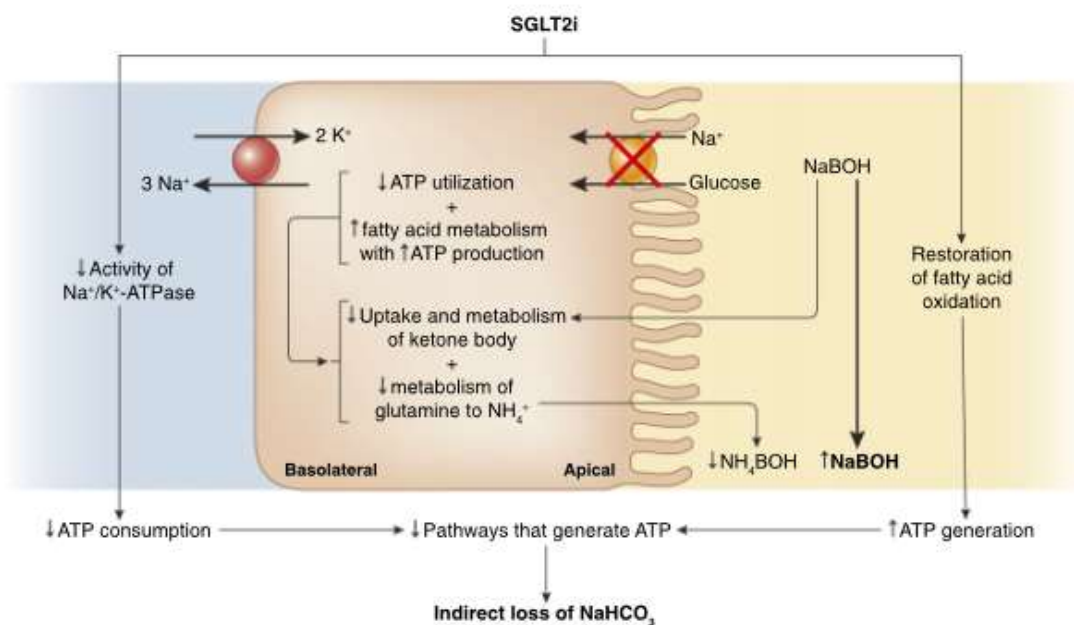 SGLT2i
2 K⁺
3 Na⁺
Na⁺
Glucose
NaBOH
↓ATP utilization
+
↑fatty acid metabolism
with ↑ATP production
↓Activity of
Na⁺/K⁺-ATPase
Restoration
of fatty acid
oxidation
↓Uptake and metabolism
of ketone body
+
↓metabolism of
glutamine to NH₄⁺
Basolateral
Apical
↓NH₄BOH
↑NaBOH
↓ATP consumption
↓Pathways that generate ATP
↑ATP generation
Indirect loss of NaHCO₃